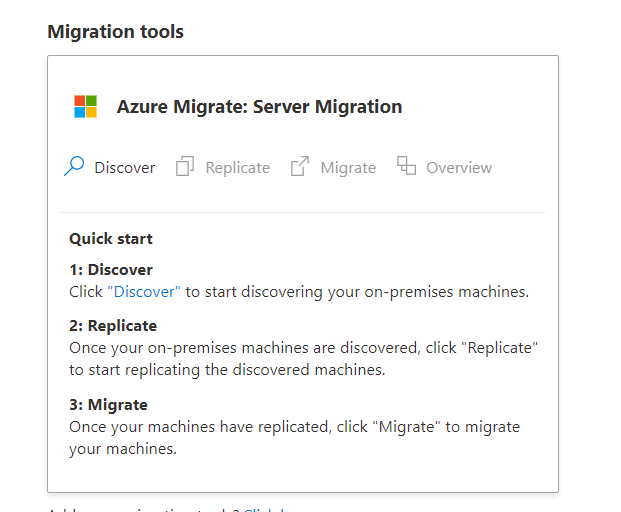 Migration tools
Azure Migrate: Server Migration
Discover Replicate Migrate Overview
Quick start
1: Discover
Click "Discover" to start discovering your on-premises machines.
2: Replicate
Once your on-premises machines are discovered, click "Replicate"
to start replicating the discovered machines.
3: Migrate
Once your machines have replicated, click "Migrate" to migrate
your machines.